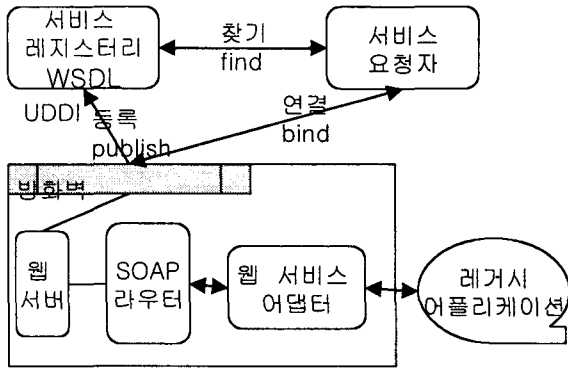 서비스
레지스터리
WSDL
찾기
find
서비스
요청자
UDDI
등록
publish
연결
bind
방화벽
웹
서버
SOAP
라우터
웹 서비스
어댑터
레거시
어플리케이션